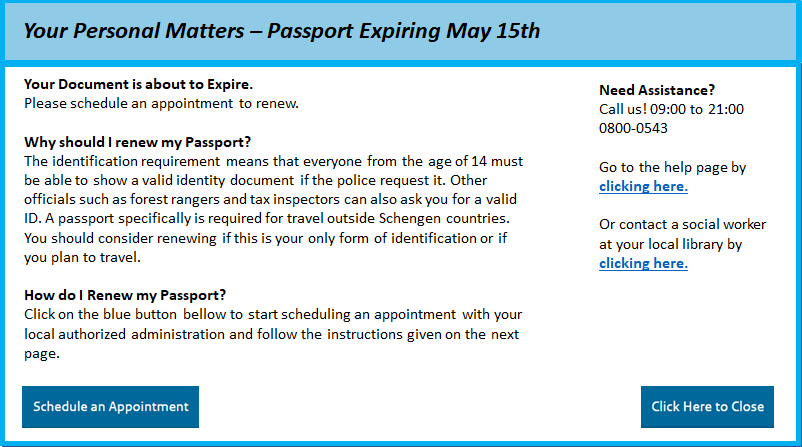 Your Personal Matters – Passport Expiring May 15th
Your Document is about to Expire.
Please schedule an appointment to renew.
Why should I renew my Passport?
The identification requirement means that everyone from the age of 14 must
be able to show a valid identity document if the police request it. Other
officials such as forest rangers and tax inspectors can also ask you for a valid
ID. A passport specifically is required for travel outside Schengen countries.
You should consider renewing if this is your only form of identification or if
you plan to travel.
How do I Renew my Passport?
Click on the blue button bellow to start scheduling an appointment with your
local authorized administration and follow the instructions given on the next
page.
Schedule an Appointment
Need Assistance?
Call us! 09:00 to 21:00
0800-0543
Go to the help page by
clicking here.
Or contact a social worker
at your local library by
clicking here.
Click Here to Close